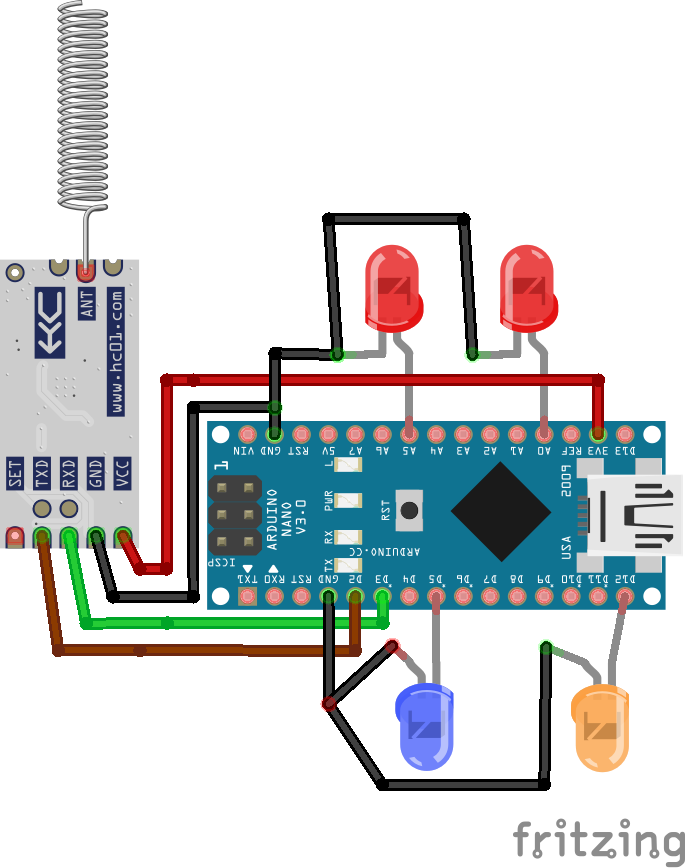 ANT
www.hc01.com
SET
TXD
RXD
GND
VCC
VIN
GND
RST
5V
A7
A6
A5
A4
A3
A2
A1
A0
REF
3V3
D13
1
L
PWR
RX
TX
RST
ARDUINO
NANO
V3.0
ARDUINO.CC
2009
USA
ICSP
TX1
RX0
RST
GND
D2
D3
D4
D5
D6
D7
D8
D9
D10
D11
D12
fritzing